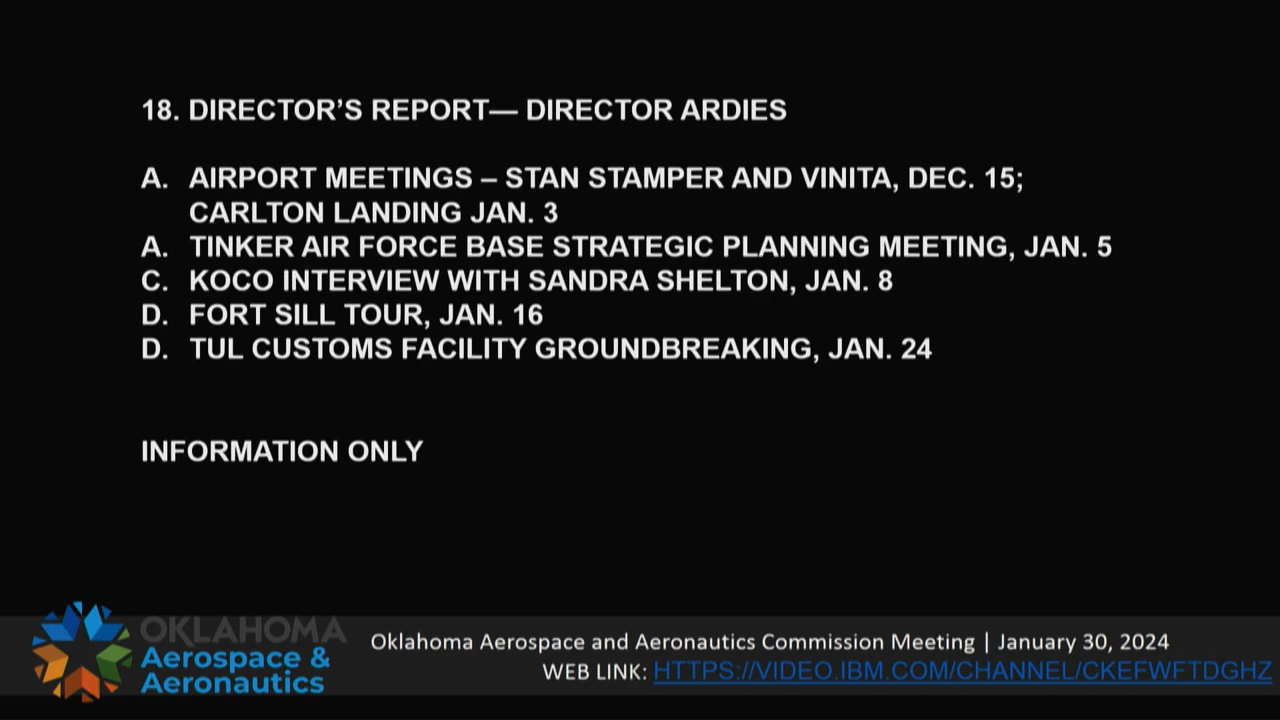 18. DIRECTOR’S REPORT— DIRECTOR ARDIES
A. AIRPORT MEETINGS – STAN STAMPER AND VINITA, DEC. 15;
CARLTON LANDING JAN. 3
A. TINKER AIR FORCE BASE STRATEGIC PLANNING MEETING, JAN. 5
C. KOCO INTERVIEW WITH SANDRA SHELTON, JAN. 8
D. FORT SILL TOUR, JAN. 16
D. TUL CUSTOMS FACILITY GROUNDBREAKING, JAN. 24
INFORMATION ONLY
OKLAHOMA
Aerospace &
Aeronautics
Oklahoma Aerospace and Aeronautics Commission Meeting | January 30, 2024
WEB LINK: HTTPS://VIDEO.IBM.COM/CHANNEL/CKEFWFTDGHZ